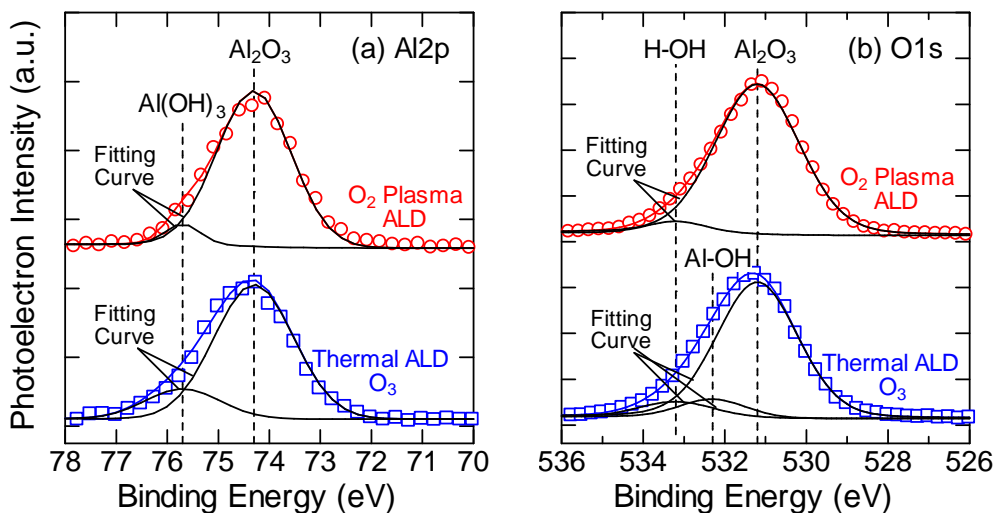 Photoelectron Intensity (a.u.)
(a) Al2p
Al₂O₃
Al(OH)₃
Fitting
Curve
O₂ Plasma
ALD
Fitting
Curve
Thermal ALD
O₃
78 77 76 75 74 73 72 71 70
Binding Energy (eV)
(b) O1s
H-OH
Al₂O₃
Fitting
Curve
O₂ Plasma
ALD
Al-OH
Fitting
Curve
Thermal ALD
O₃
536 534 532 530 528 526
Binding Energy (eV)